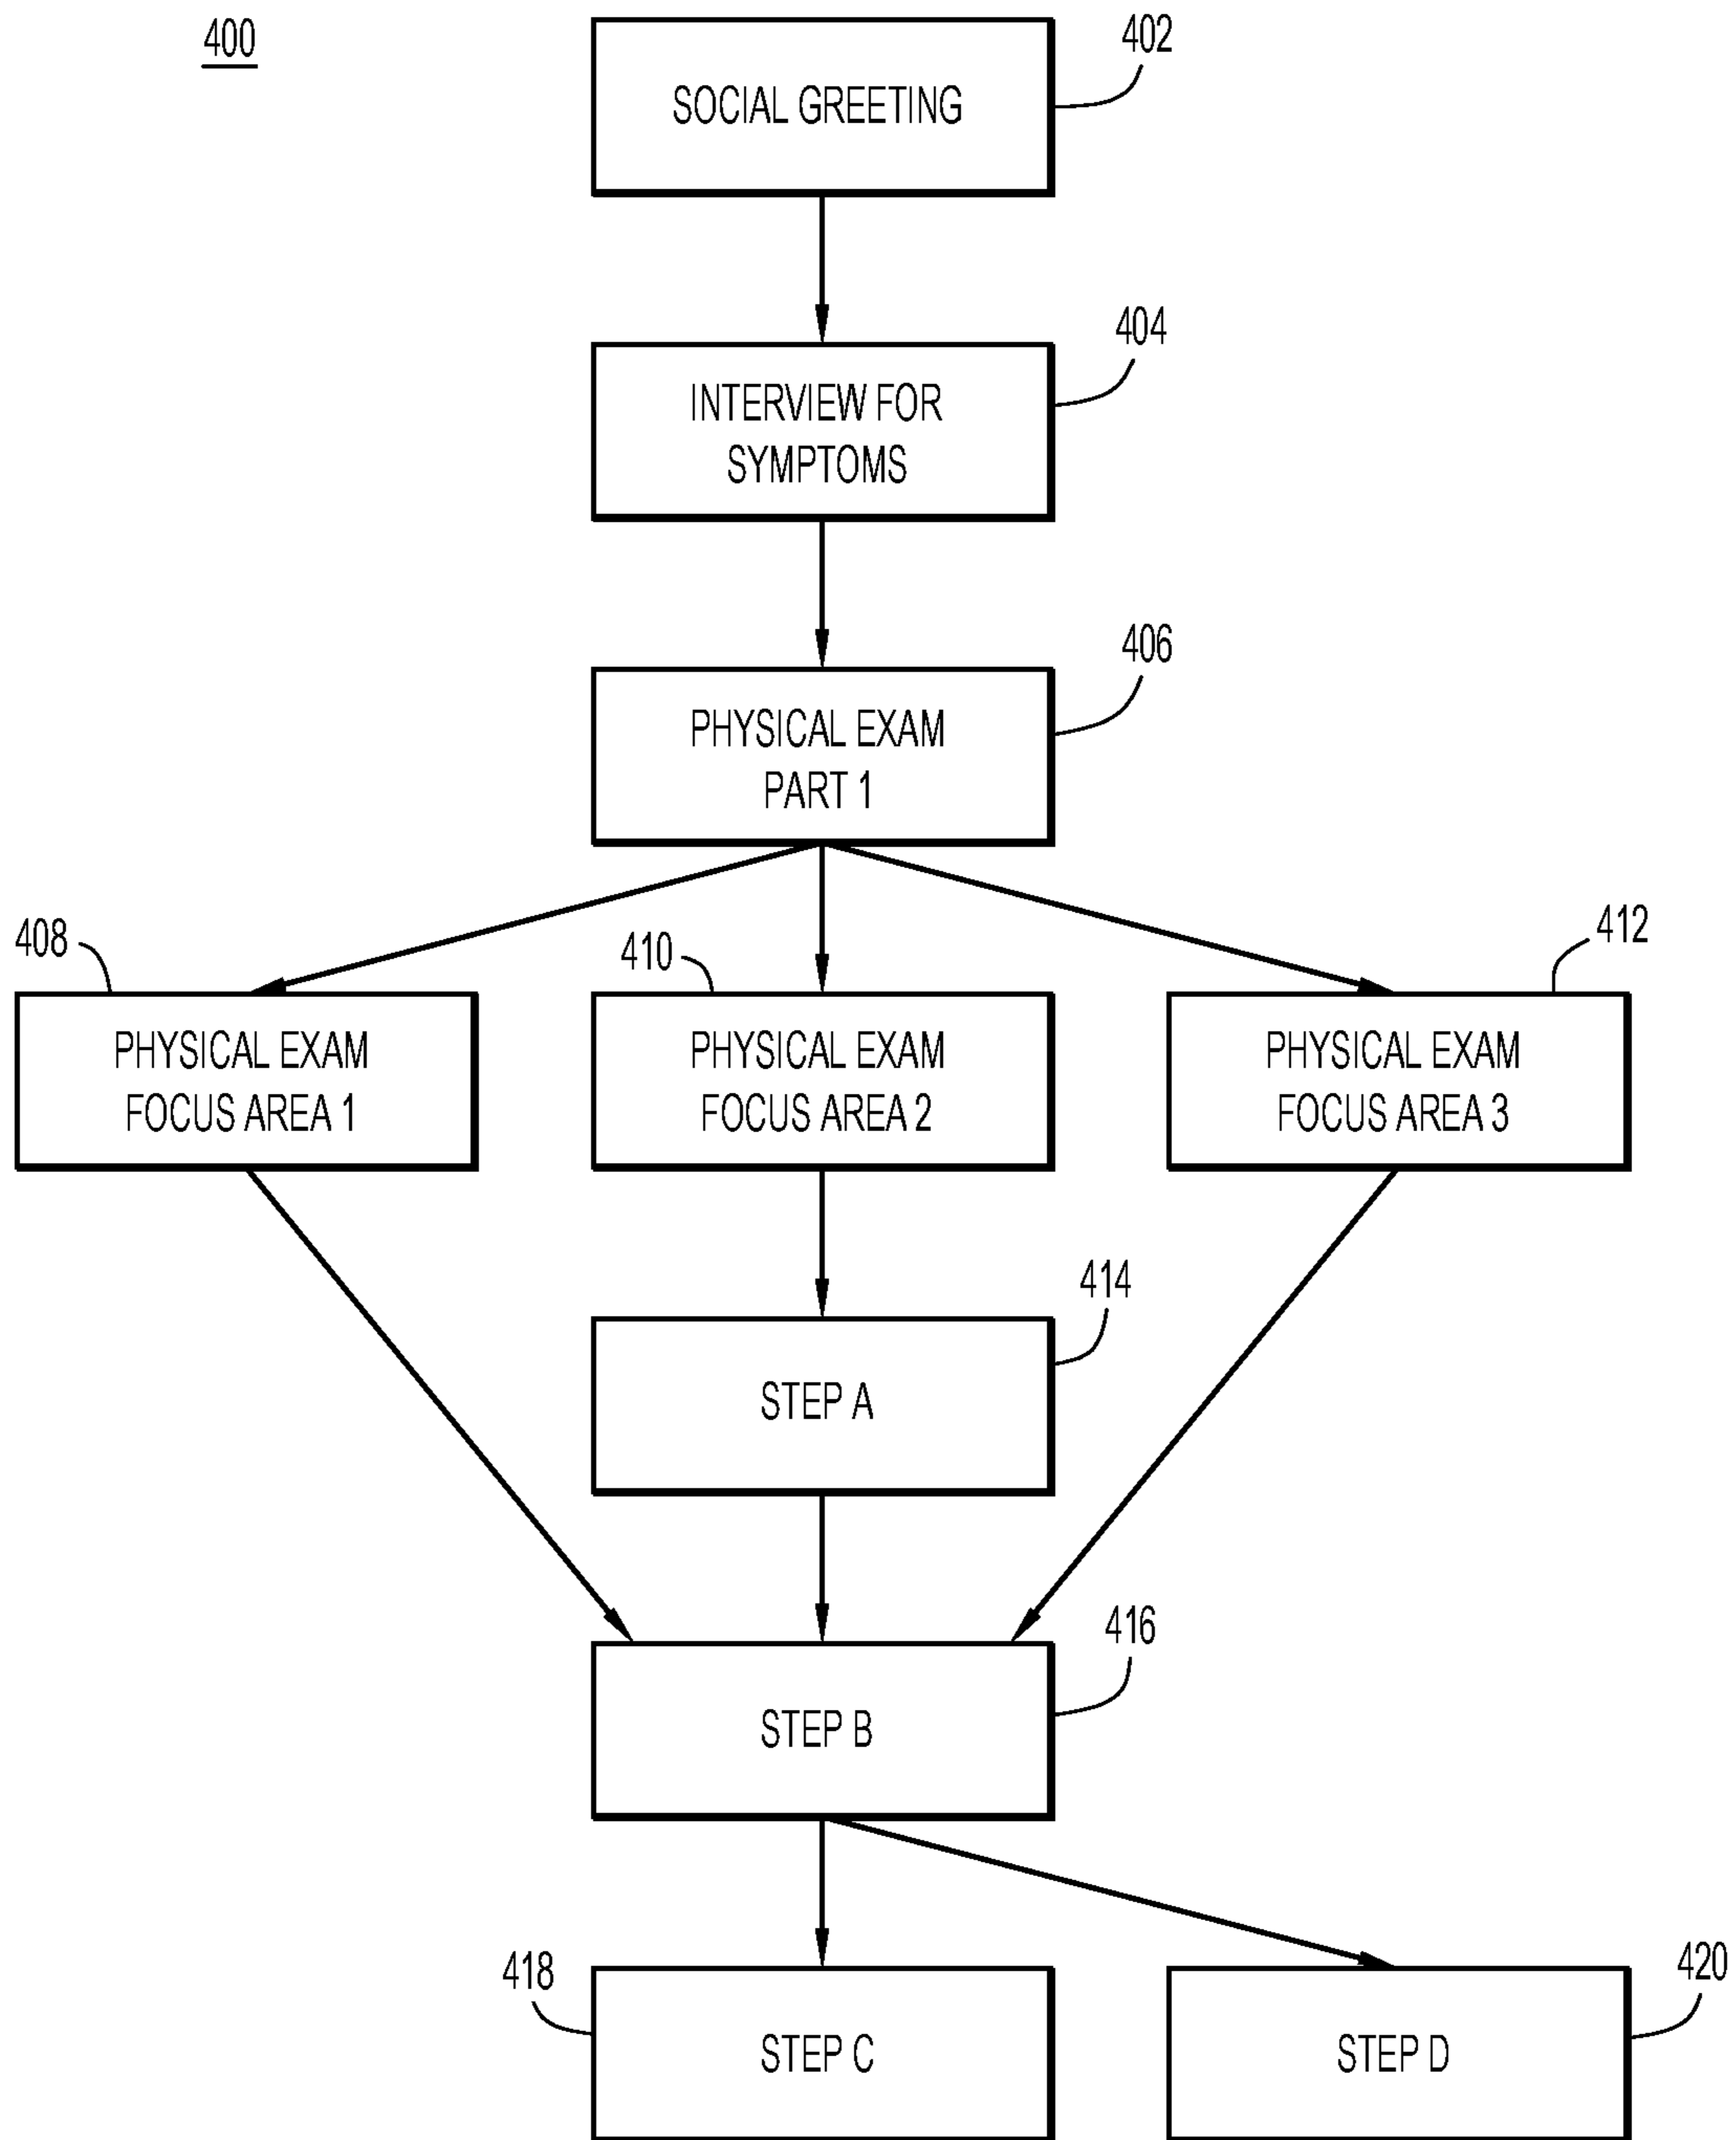 400
402
SOCIAL GREETING
404
INTERVIEW FOR
SYMPTOMS
406
PHYSICAL EXAM
PART 1
408
PHYSICAL EXAM
FOCUS AREA 1
410
PHYSICAL EXAM
FOCUS AREA 2
412
PHYSICAL EXAM
FOCUS AREA 3
414
STEP A
416
STEP B
418
STEP C
420
STEP D